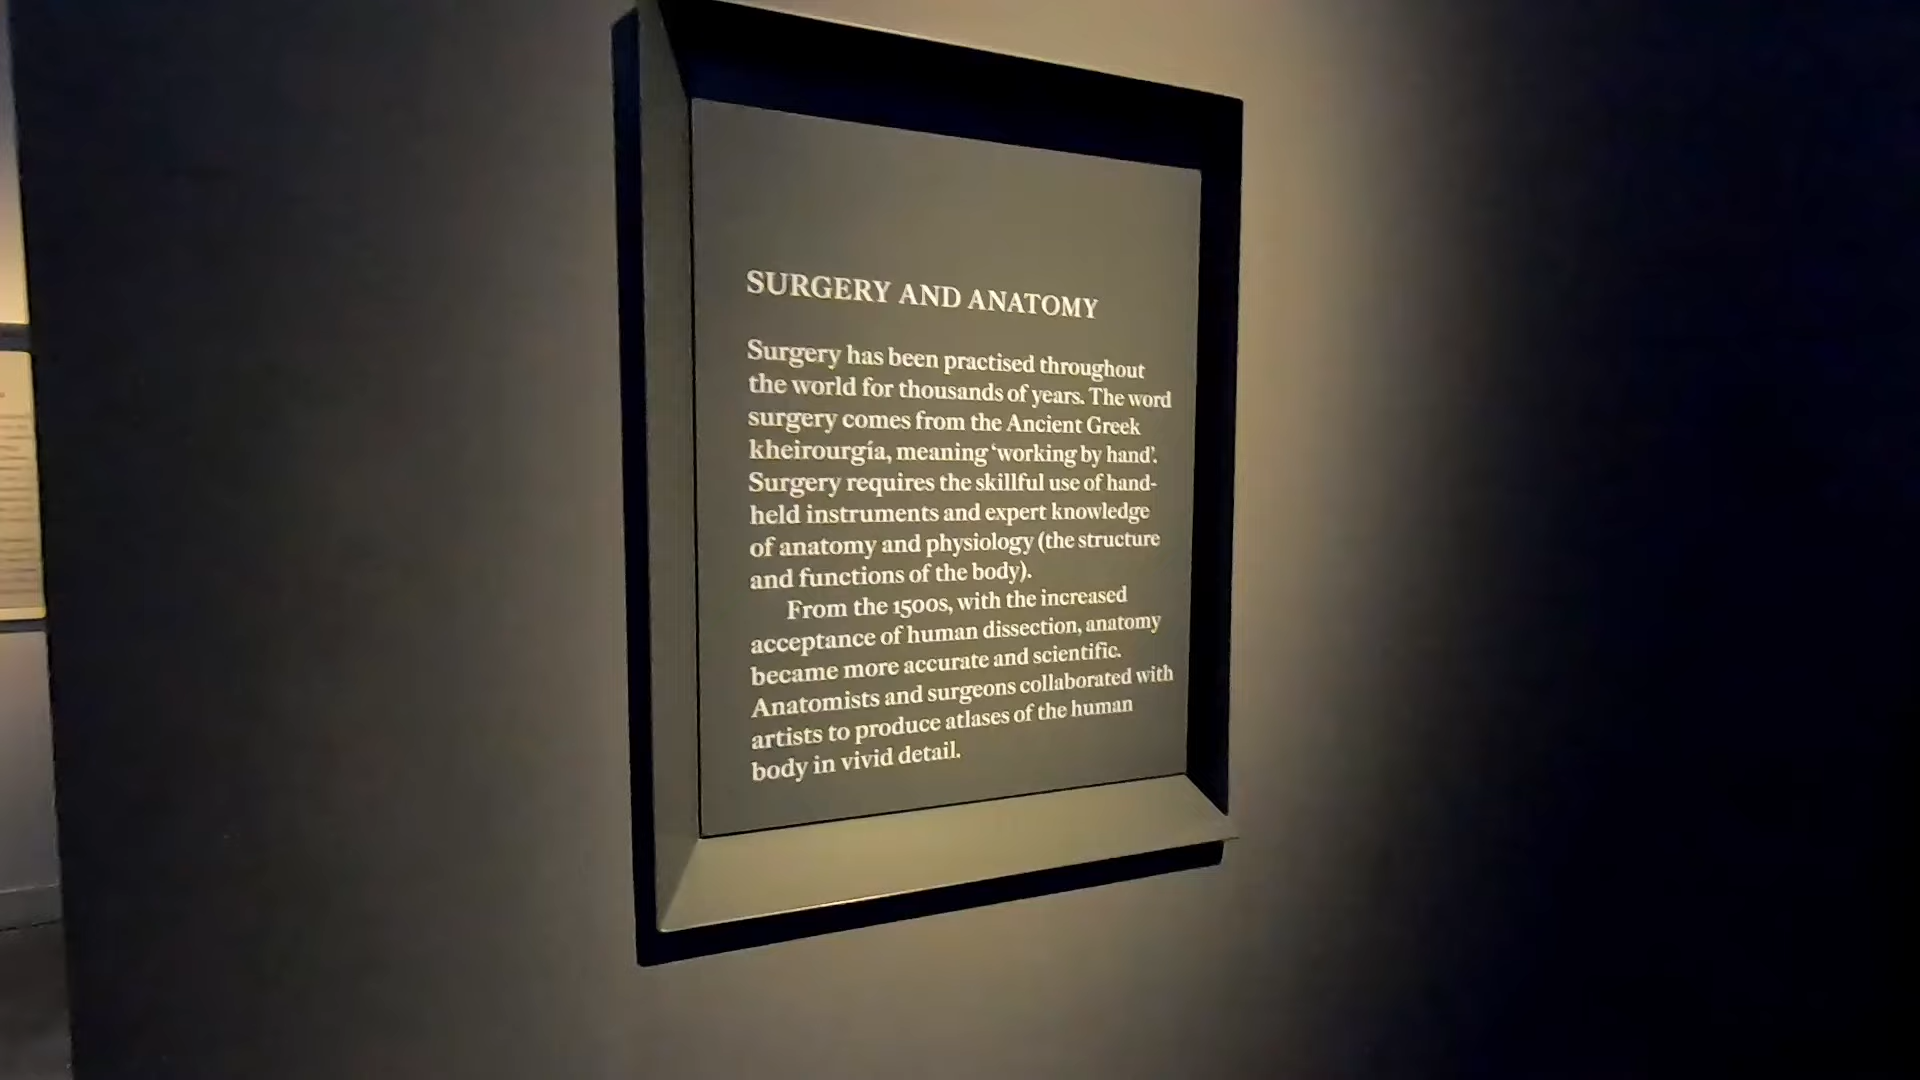 SURGERY AND ANATOMY
Surgery has been practised throughout
the world for thousands of years. The word
surgery comes from the Ancient Greek
kheirourgía, meaning ‘working by hand’.
Surgery requires the skillful use of hand-
held instruments and expert knowledge
of anatomy and physiology (the structure
and functions of the body).
From the 1500s, with the increased
acceptance of human dissection, anatomy
became more accurate and scientific.
Anatomists and surgeons collaborated with
artists to produce atlases of the human
body in vivid detail.